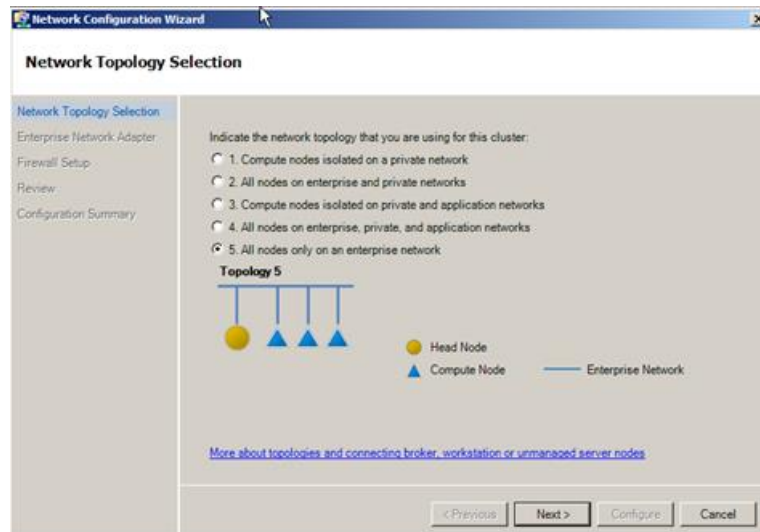 Network Configuration Wizard
Network Topology Selection
Network Topology Selection
Enterprise Network Adapter
Firewall Setup
Review
Configuration Summary
Indicate the network topology that you are using for this cluster:
1. Compute nodes isolated on a private network
2. All nodes on enterprise and private networks
3. Compute nodes isolated on private and application networks
4. All nodes on enterprise, private, and application networks
5. All nodes only on an enterprise network
Topology 5
Head Node
Compute Node Enterprise Network
More about topologies and connecting broker, workstation or unmanaged server nodes
< Previous Next > Configure Cancel